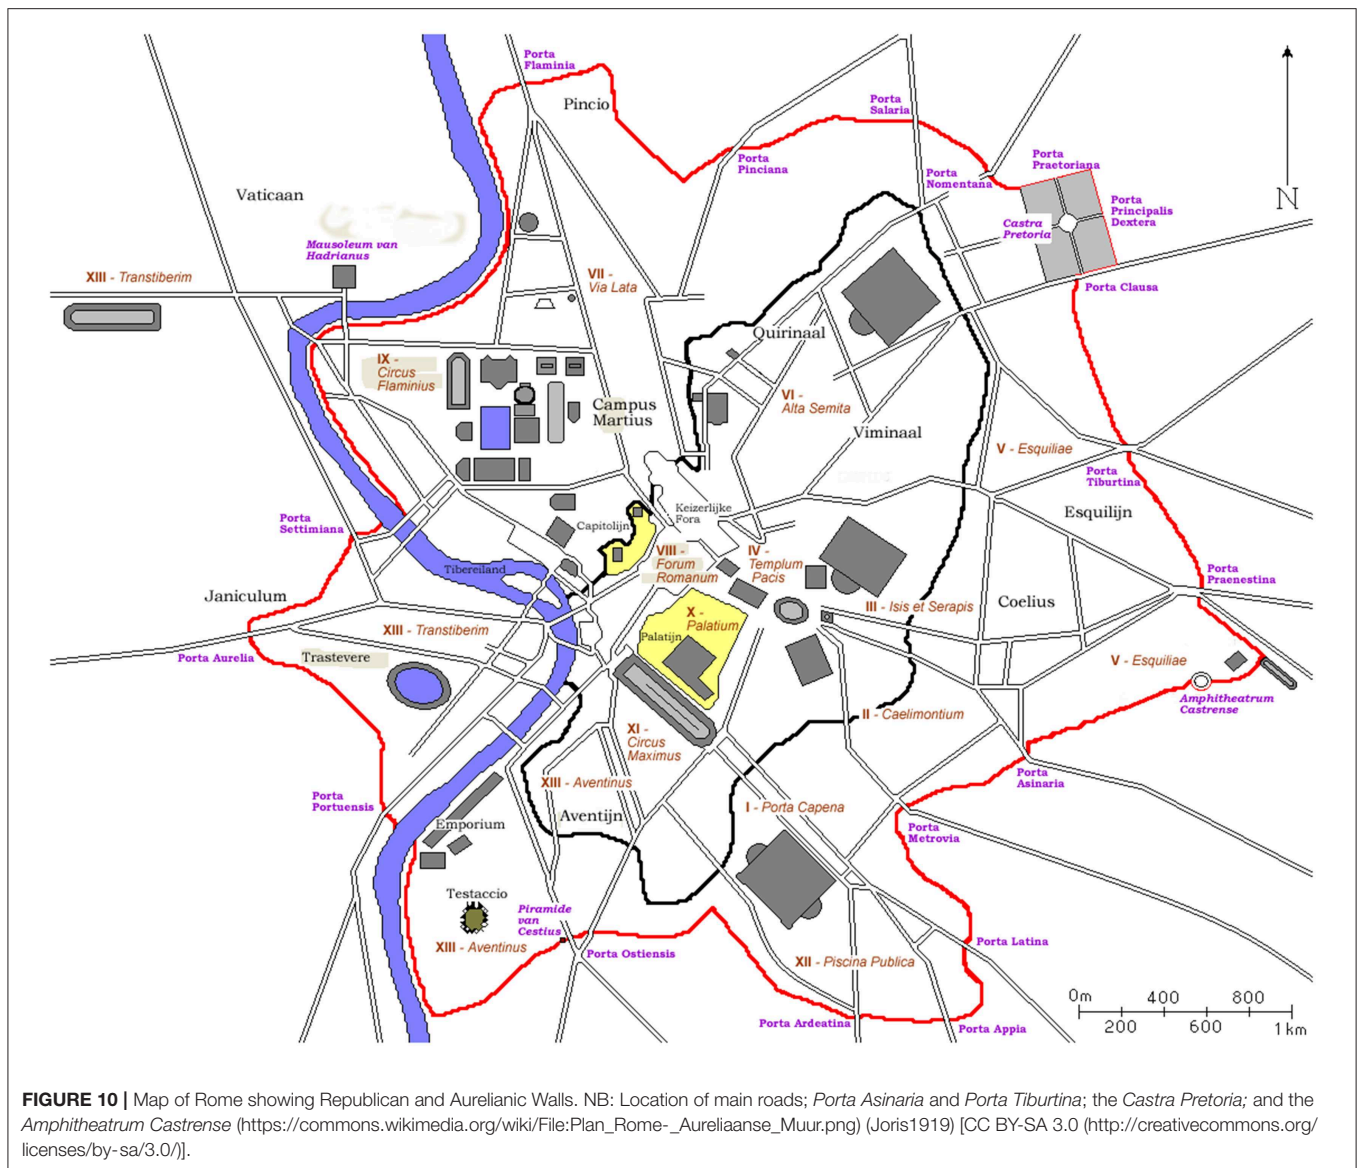 Porta
Flaminia
Pincio
Porta
Salaria
Porta
Pinciana
Porta
Nomentana
Porta
Praetoriana
Porta
Principalis
Dextera
Castra
Pretoria
N
Vaticaan
Mausoleum van
Hadrianus
XIII - Transtiberim
VII -
Via Lata
Porta Clausa
Quirinaal
IX -
Circus
Flaminius
Campus
Martius
VI -
Alta Semita
Viminaal
V - Esquiliae
Porta
Tiburtina
Porta
Settimiana
Capitolijn
Keizerlijke
Fora
Esquilijn
Tibereiland
VIII -
Forum
Romanum
IV -
Templum
Pacis
Porta
Praenestina
Janiculum
XIII - Transtiberim
X -
Palatium
Palatijn
III - Isis et Serapis
Coelius
Porta Aurelia
Trastevere
V - Esquiliae
Amphitheatrum
Castrense
II - Caelimontium
XI -
Circus
Maximus
Porta
Asinaria
XIII - Aventinus
Porta
Portuensis
Emporium
Aventijn
I - Porta Capena
Porta
Metrovia
Testaccio
Piramide
van
Cestius
XIII - Aventinus
Porta Ostiensis
Porta Latina
XII - Piscina Publica
Porta Ardeatina
Porta Appia
0m 400 800
200 600 1 km
FIGURE 10 | Map of Rome showing Republican and Aurelianic Walls. NB: Location of main roads; Porta Asinaria and Porta Tiburtina; the Castra Pretoria; and the
Amphitheatrum Castrense (https://commons.wikimedia.org/wiki/File:Plan_Rome-_Aureliaanse_Muur.png) (Joris1919) [CC BY-SA 3.0 (http://creativecommons.org/
licenses/by-sa/3.0/)].